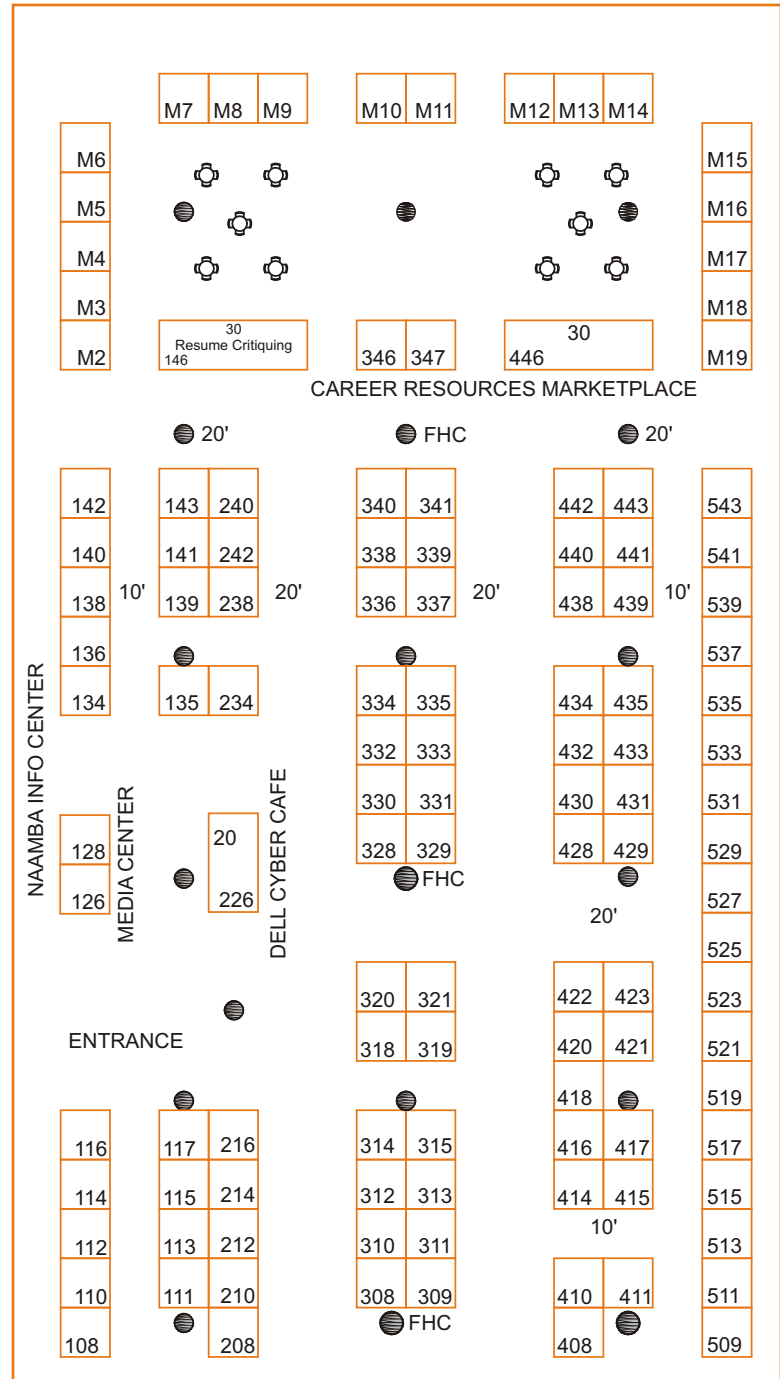 M7 M8 M9 M10 M11 M12 M13 M14
M6 M15
M5 M16
M4 M17
M3 M18
30 30
Resume Critiquing
M2 146 346 347 446 M19
CAREER RESOURCES MARKETPLACE
20' FHC 20'
142 143 240 340 341 442 443 543
140 141 242 338 339 440 441 541
138 10' 139 238 20' 336 337 20' 438 439 10' 539
136 537
134 135 234 334 335 434 435 535
332 333 432 433 533
NAAMBA INFO CENTER
MEDIA CENTER
DELL CYBER CAFE
330 331 430 431 531
128 20 328 329 428 429 529
126 226 FHC 527
20'
525
320 321 422 423 523
ENTRANCE 318 319 420 421 521
418 519
116 117 216 314 315 416 417 517
114 115 214 312 313 414 415 515
10'
112 113 212 310 311 513
110 111 210 308 309 410 411 511
FHC
108 208 408 509